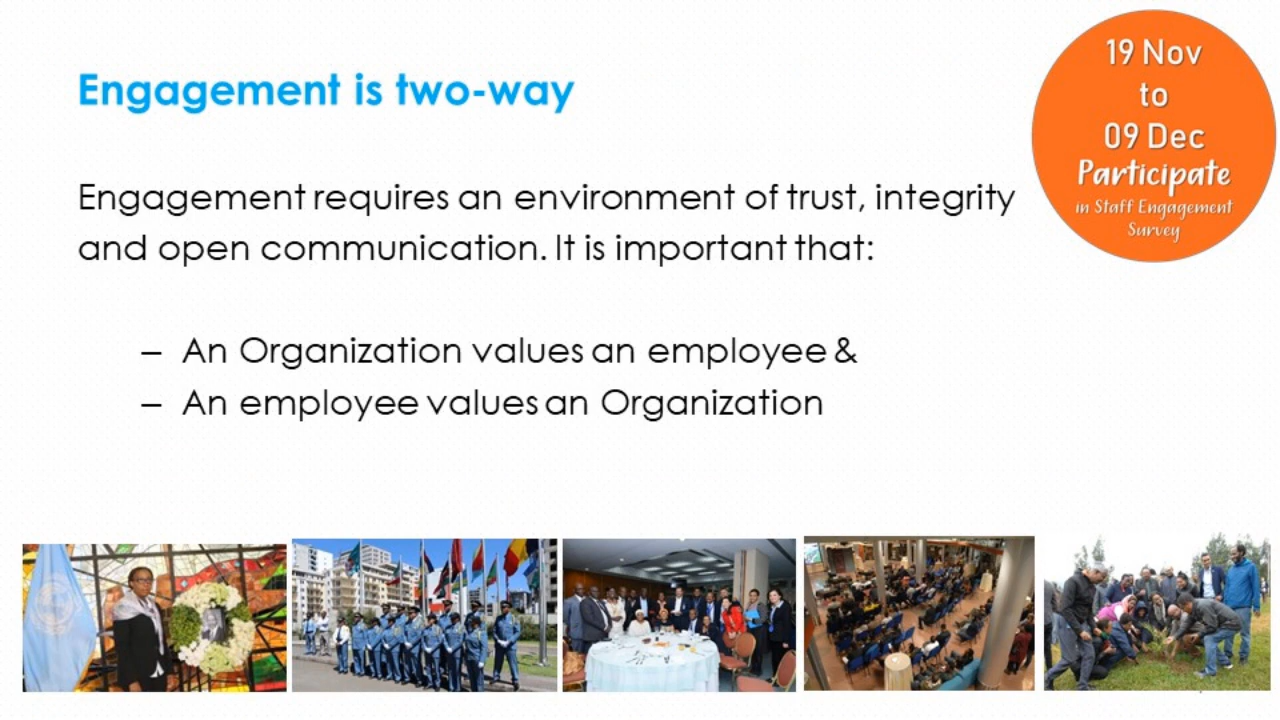 Engagement is two-way
19 Nov
to
09 Dec
Participate
in Staff Engagement
Survey
Engagement requires an environment of trust, integrity
and open communication. It is important that:
– An Organization values an employee &
– An employee values an Organization